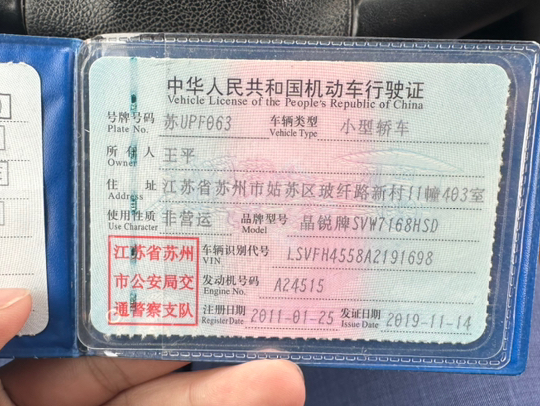 中华人民共和国机动车行驶证
Vehicle License of the People's Republic of China
号牌号码 苏UPF063 车辆类型 小型轿车
Plate No. Vehicle Type
所有人 王平
Owner
住址 江苏省苏州市姑苏区玻纤路新村11幢403室
Address
使用性质 非营运 品牌型号 晶锐牌SVW7168HSD
Use Character Model
江苏省苏州
市公安局交
通警察支队
车辆识别代号 LSVFH4558A2191698
VIN
发动机号码 A24515
Engine No.
注册日期 2011-01-25 发证日期 2019-11-14
Register Date Issue Date